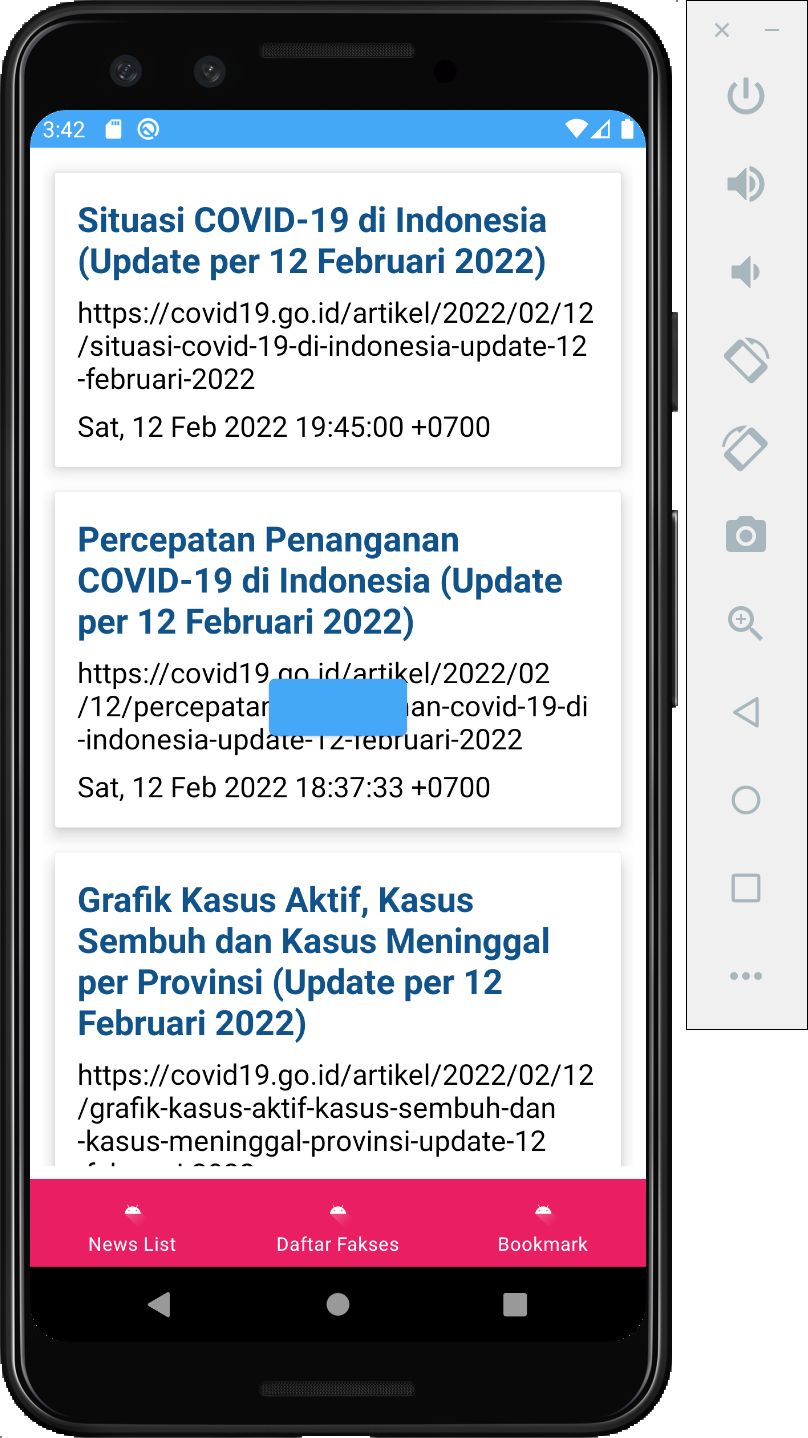 3:42
Situasi COVID-19 di Indonesia
(Update per 12 Februari 2022)
https://covid19.go.id/artikel/2022/02/12
/situasi-covid-19-di-indonesia-update-12
-februari-2022
Sat, 12 Feb 2022 19:45:00 +0700
Percepatan Penanganan
COVID-19 di Indonesia (Update
per 12 Februari 2022)
https://covid19.go.id/artikel/2022/02
/12/percepatan an-covid-19-di
-indonesia-update-12-februari-2022
Sat, 12 Feb 2022 18:37:33 +0700
Grafik Kasus Aktif, Kasus
Sembuh dan Kasus Meninggal
per Provinsi (Update per 12
Februari 2022)
https://covid19.go.id/artikel/2022/02/12
/grafik-kasus-aktif-kasus-sembuh-dan
-kasus-meninggal-provinsi-update-12
News List
Daftar Fakses
Bookmark